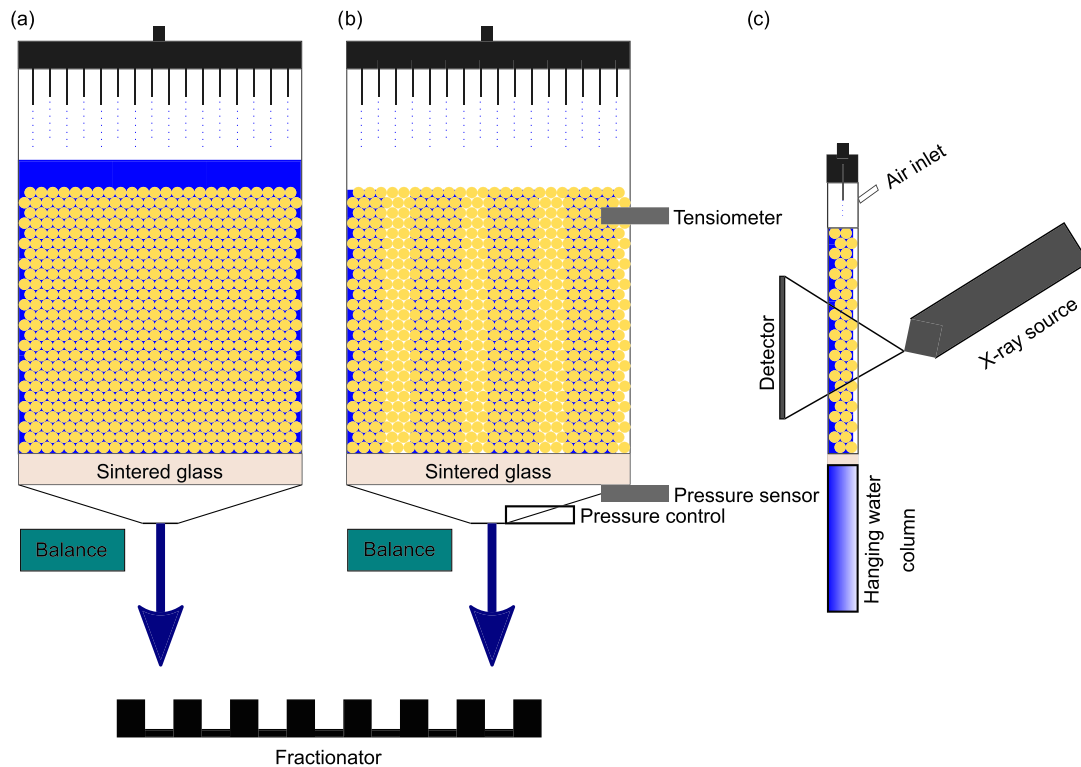 (a)
(b)
(c)
Air inlet
Tensiometer
Detector
X-ray source
Sintered glass
Sintered glass
Pressure sensor
Pressure control
Balance
Balance
Hanging water
column
Fractionator